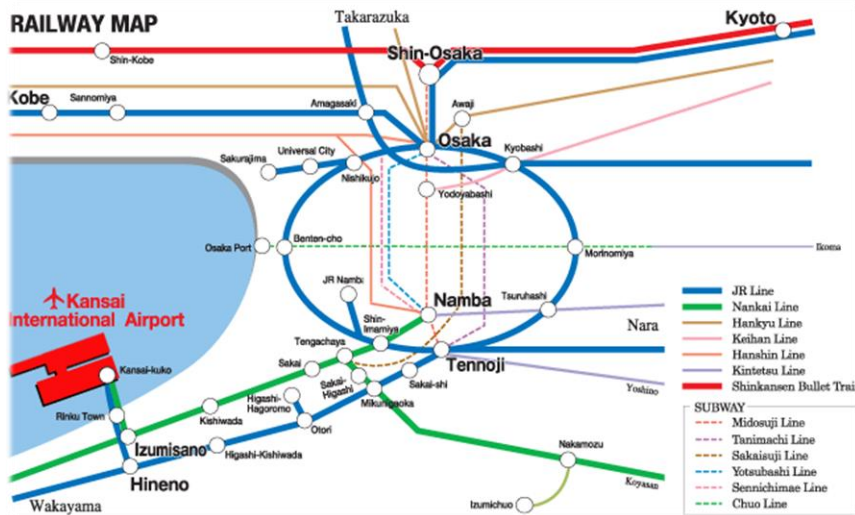 RAILWAY MAP
Takarazuka
Kyoto
Shin-Osaka
Shin-Kobe
Kobe
Sannomiya
Amagasaki
Awaji
Osaka
Universal City
Kyobashi
Sakurajima
Nishikujo
Yodoyabashi
Osaka Port
Benten-cho
Morinomiya
Ikoma
JR Namba
Kansai
International Airport
Namba
Tsuruhashi
Shin-
Imamiya
Nara
Tengachaya
Tennoji
Kansai-kuko
Sakai
Sakai-
Higashi
Sakai-shi
Yoshino
Higashi-
Hagoromo
Mikunigaoka
Rinku Town
Kishiwada
Otori
Izumisano
Higashi-Kishiwada
Nakamozu
Hineno
Koyasan
Wakayama
Izumichuo
JR Line
Nankai Line
Hankyu Line
Keihan Line
Hanshin Line
Kintetsu Line
Shinkansen Bullet Trai
SUBWAY
Midosuji Line
Tanimachi Line
Sakaisuji Line
Yotsubashi Line
Sennichimae Line
Chuo Line